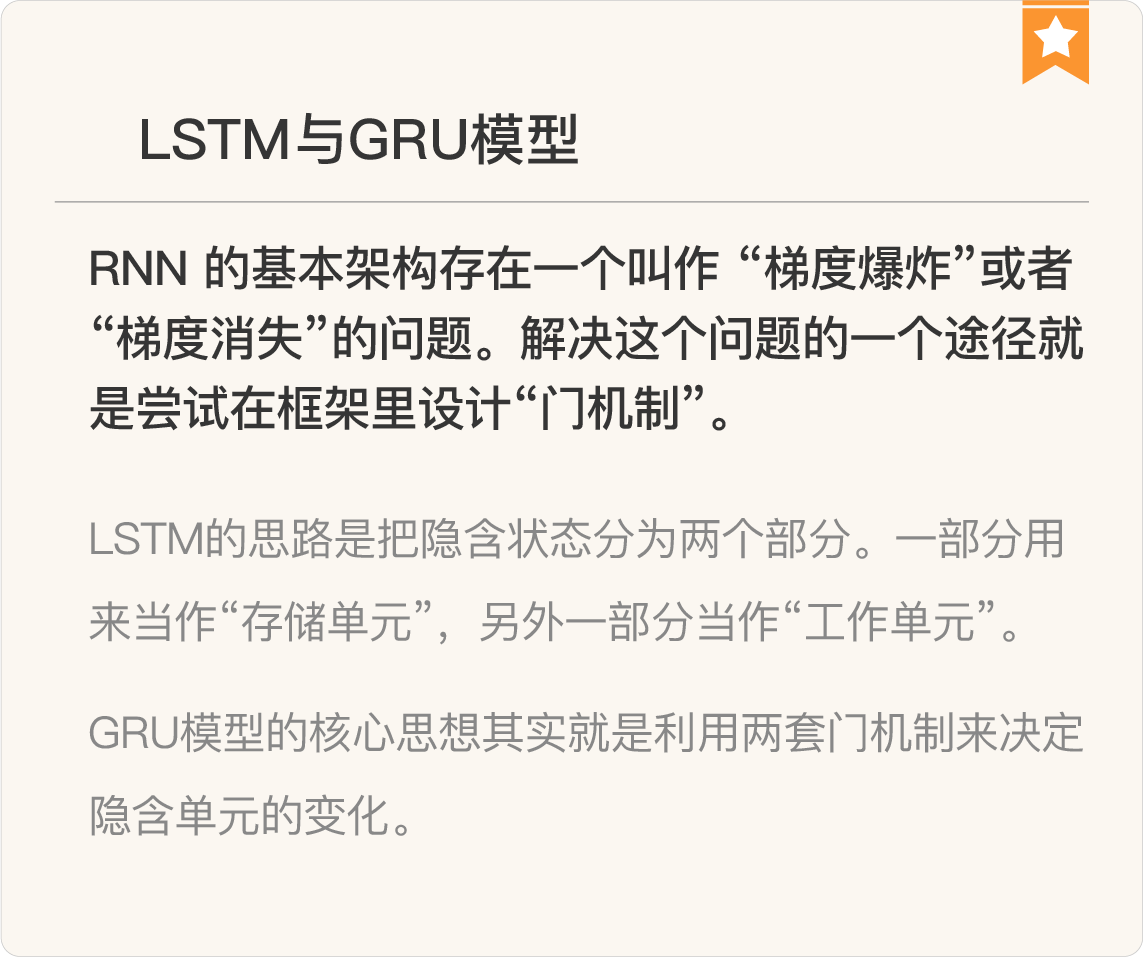 LSTM与GRU模型
RNN 的基本架构存在一个叫作 “梯度爆炸”或者
“梯度消失”的问题。解决这个问题的一个途径就
是尝试在框架里设计“门机制”。
LSTM的思路是把隐含状态分为两个部分。一部分用
来当作“存储单元”，另外一部分当作“工作单元”。
GRU模型的核心思想其实就是利用两套门机制来决定
隐含单元的变化。